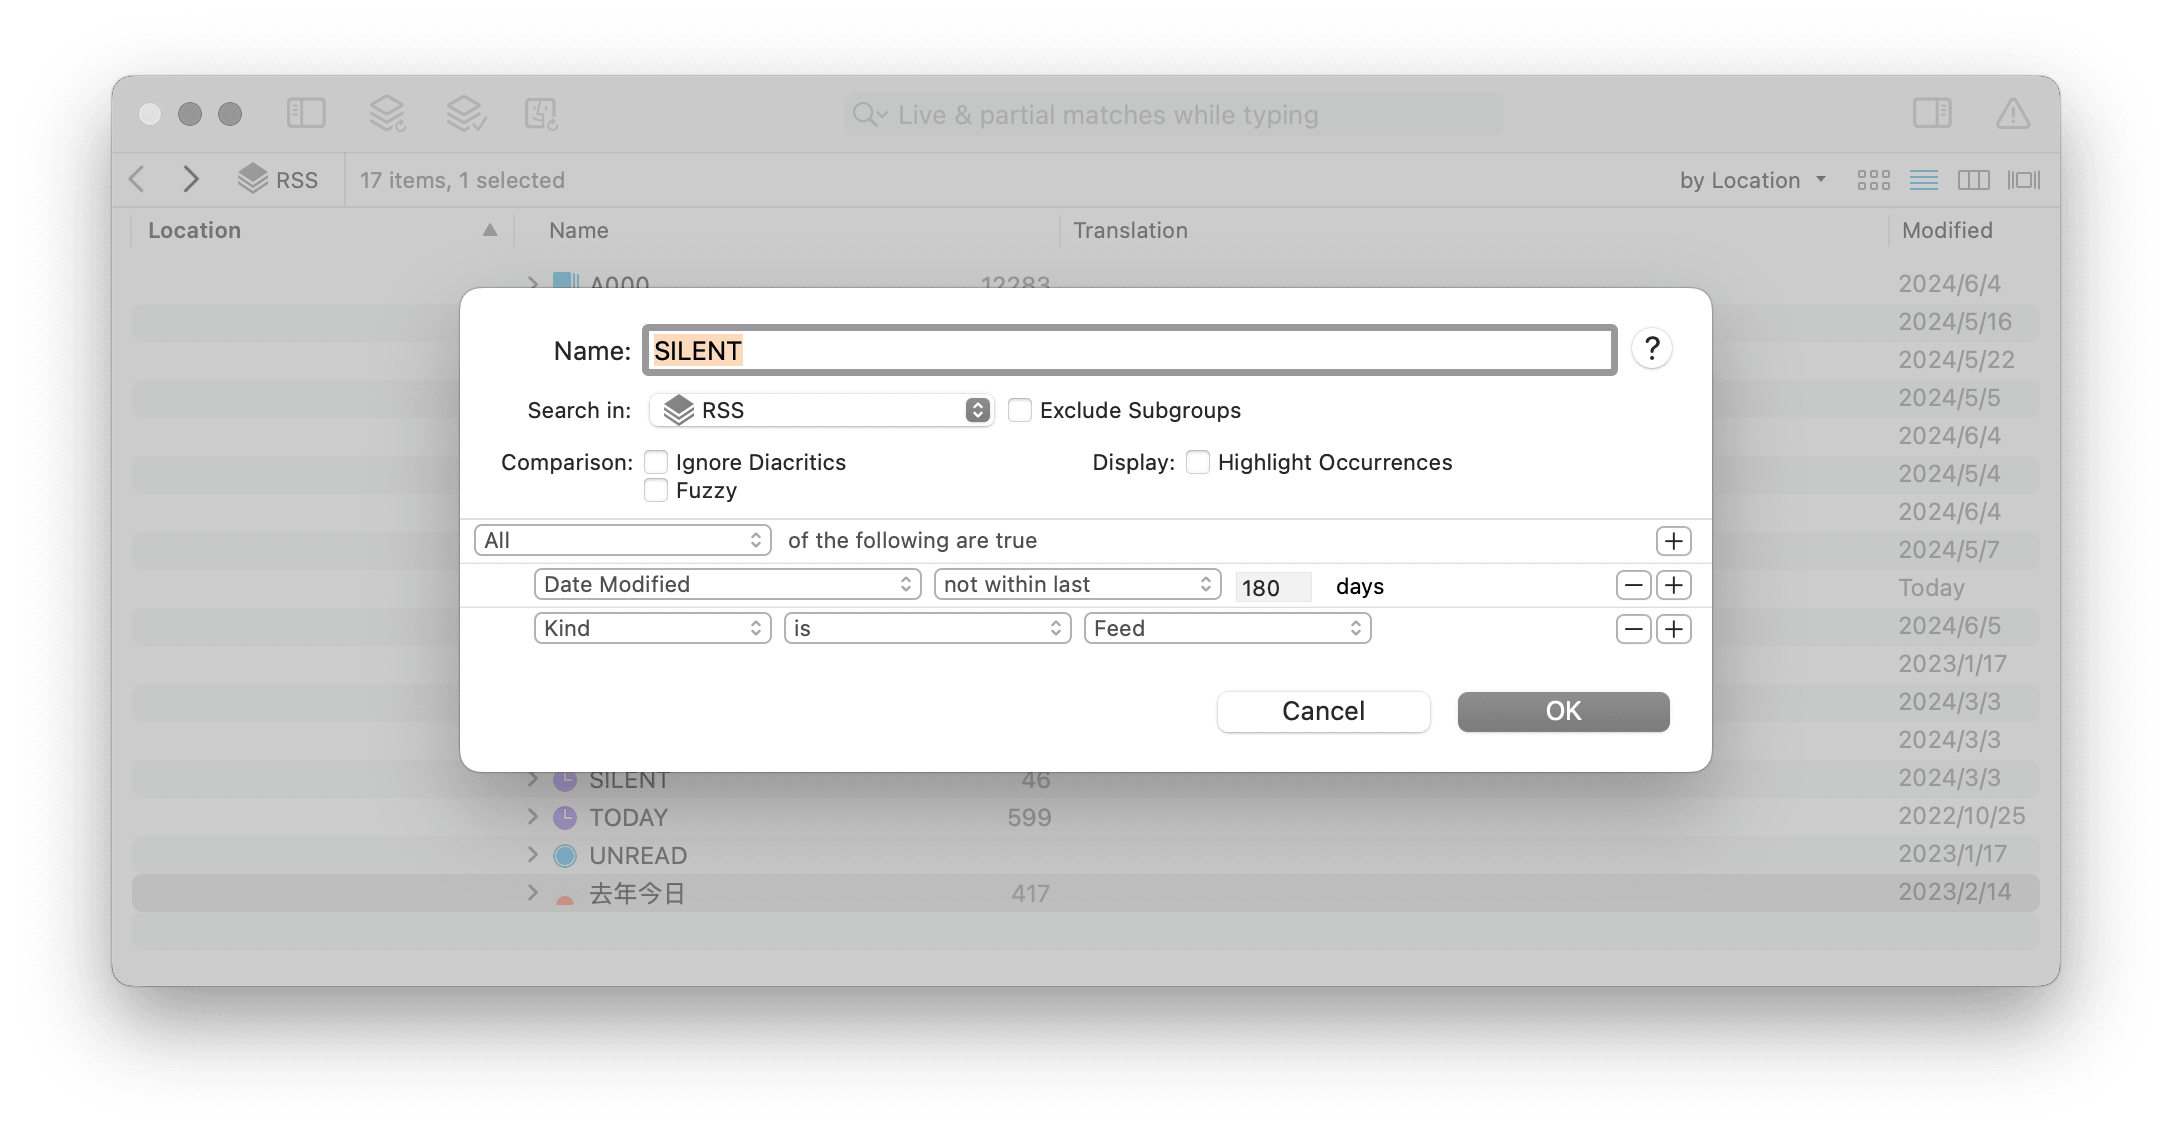 Live & partial matches while typing
RSS
17 items, 1 selected
by Location
Location Name Translation Modified
A000 12283 2024/6/4
2024/5/16
2024/5/22
2024/5/5
2024/6/4
2024/5/4
2024/6/4
2024/5/7
Today
2024/6/5
2023/1/17
2024/3/3
2024/3/3
Name: SILENT ?
Search in: RSS Exclude Subgroups
Comparison: Ignore Diacritics Display: Highlight Occurrences
Fuzzy
All of the following are true
Date Modified not within last 180 days
Kind is Feed
Cancel OK
SILENT 46 2024/3/3
TODAY 599 2022/10/25
UNREAD 2023/1/17
去年今日 417 2023/2/14